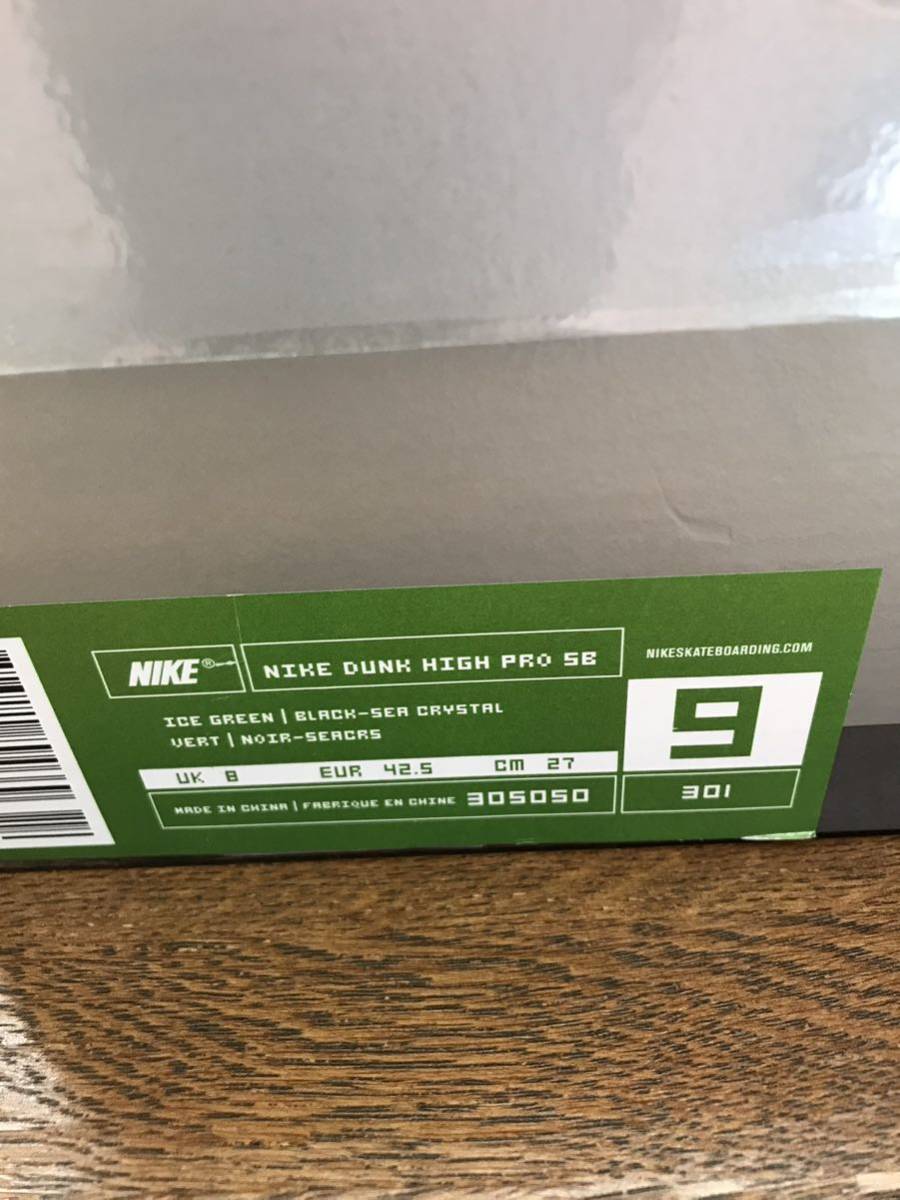 NIKE®
NIKE DUNK HIGH PRO SB
NIKESKATEBOARDING.COM
ICE GREEN | BLACK-SEA CRYSTAL
VERT | NOIR-SEACRS
9
UK 8 EUR 42.5 CM 27
MADE IN CHINA | FABRIQUE EN CHINE 305050
301